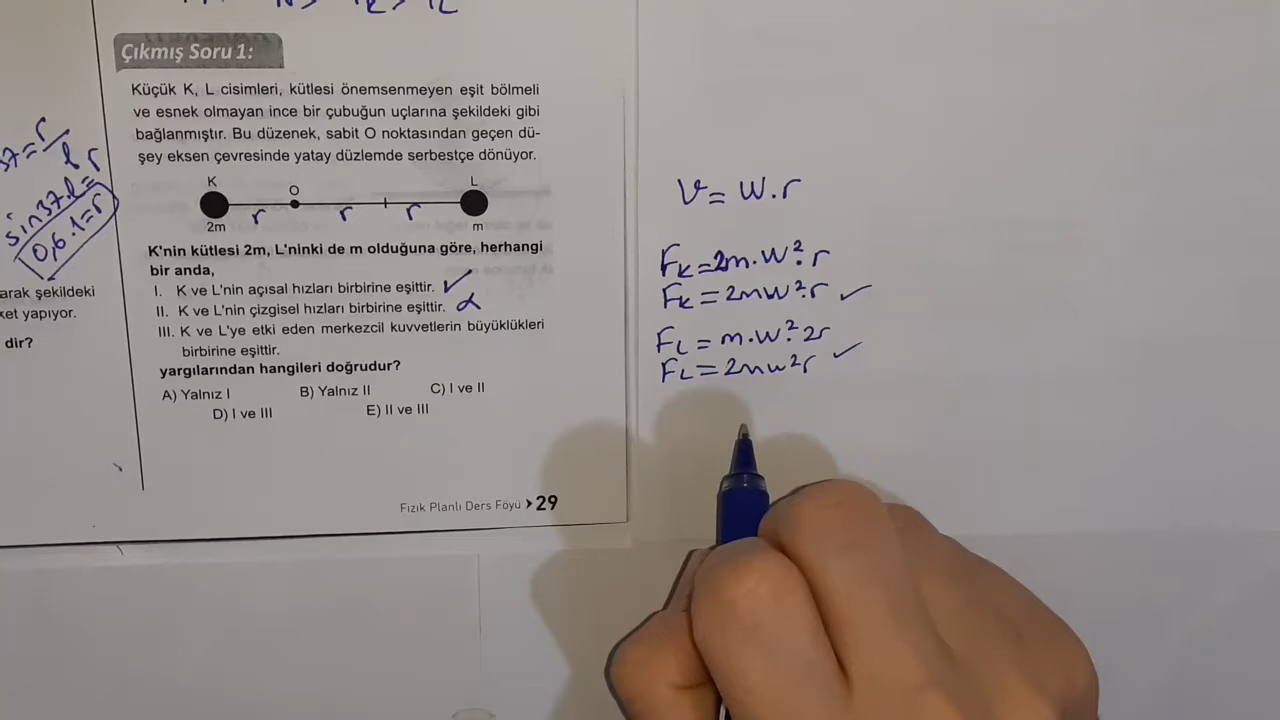 Çıkmış Soru 1:
Küçük K, L cisimleri, kütlesi önemsenmeyen eşit bölmeli
ve esnek olmayan ince bir çubuğun uçlarına şekildeki gibi
bağlanmıştır. Bu düzenek, sabit O noktasından geçen dü-
şey eksen çevresinde yatay düzlemde serbestçe dönüyor.
K O L
r r r
2m m
K'nin kütlesi 2m, L'ninki de m olduğuna göre, herhangi
bir anda,
I. K ve L'nin açısal hızları birbirine eşittir. ✓
II. K ve L'nin çizgisel hızları birbirine eşittir.
III. K ve L'ye etki eden merkezcil kuvvetlerin büyüklükleri
birbirine eşittir.
yargılarından hangileri doğrudur?
A) Yalnız I B) Yalnız II C) I ve II
D) I ve III E) II ve III
Fizik Planlı Ders Föyü 29
37 = r/l
sin37.l = r
0,6.1 = r
arak şekildeki
ket yapıyor.
dir?
V = W.r
FK = 2m.W².r
FK = 2mW².r ✓
FL = m.W².2r
FL = 2mw²r ✓